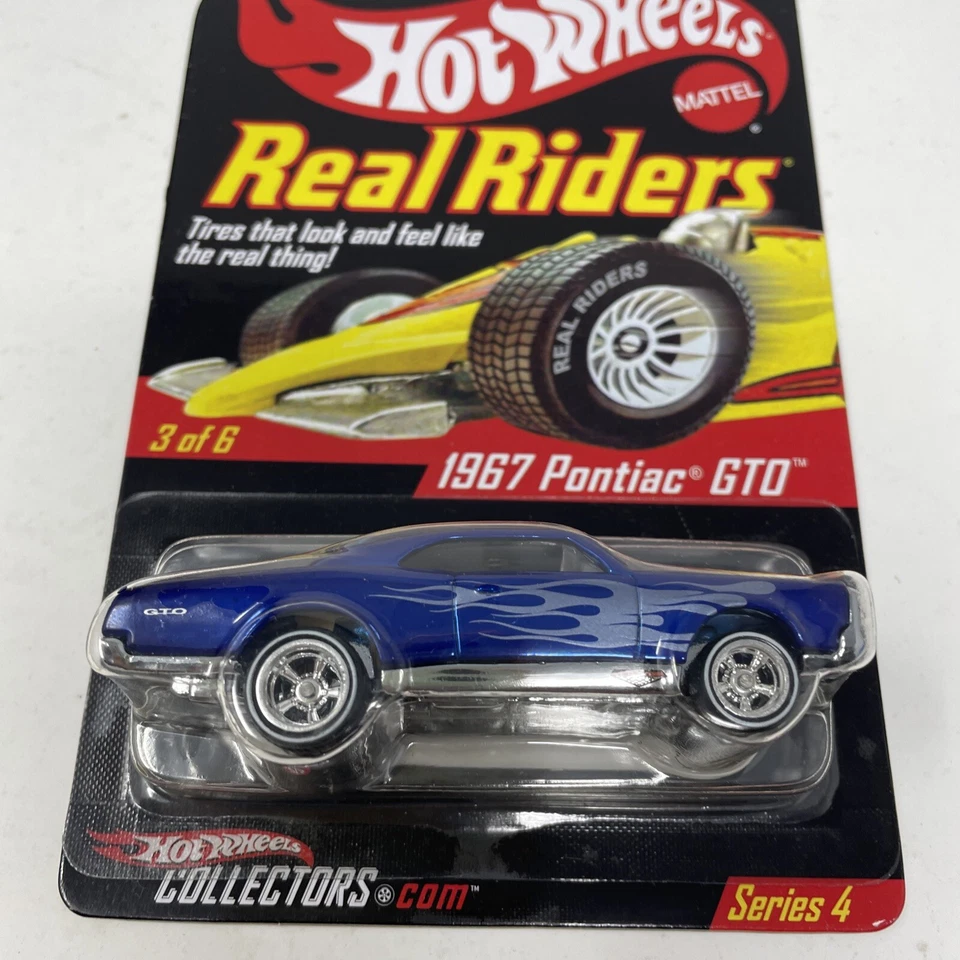 Hot Wheels
MATTEL
®
Real Riders®
Tires that look and feel like
the real thing!
REAL RIDERS
3 of 6
1967 Pontiac® GTO™
GTO
Hot Wheels
COLLECTORS.com™
Series 4